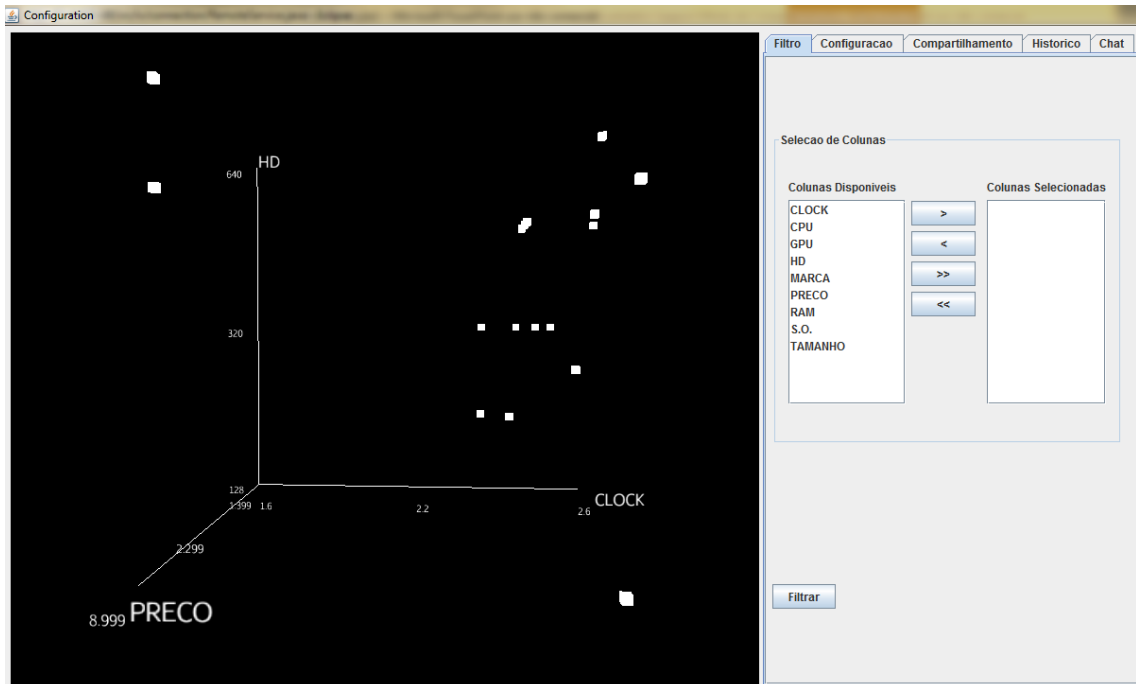 Configuration
Filtro Configuracao Compartilhamento Historico Chat
Selecao de Colunas
Colunas Disponiveis Colunas Selecionadas
CLOCK
CPU
GPU
HD
MARCA
PRECO
RAM
S.O.
TAMANHO
>
<
>>
<<
Filtrar
HD
640
320
128
1.399 1.6 2.2 2.6 CLOCK
2.299
8.999 PRECO